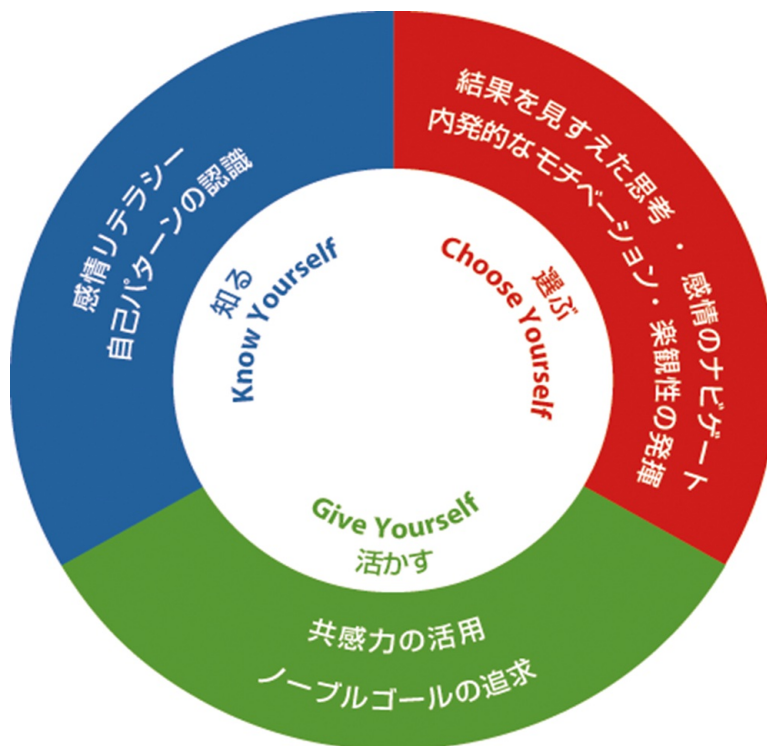 感情リテラシー
自己パターンの認識
知る
Know Yourself
結果を見すえた思考 ・ 感情のナビゲート
内発的なモチベーション・楽観性の発揮
選ぶ
Choose Yourself
Give Yourself
活かす
共感力の活用
ノーブルゴールの追求